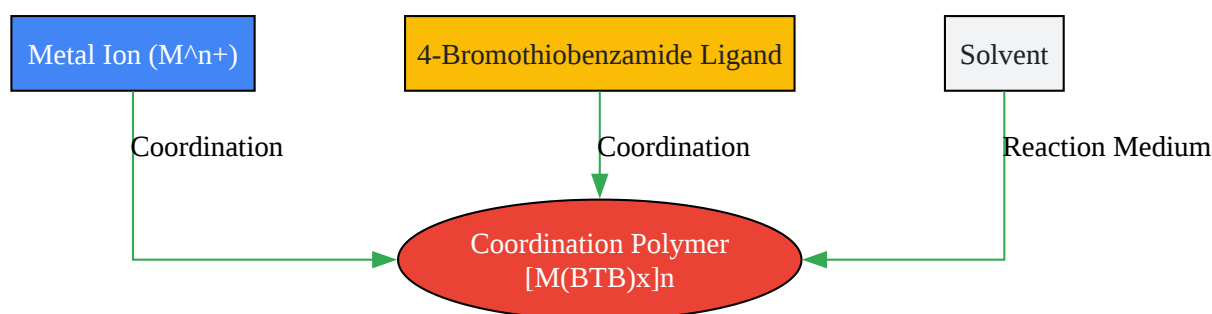 Metal Ion (M^n+)
4-Bromothiobenzamide Ligand
Solvent
Coordination
Coordination
Reaction Medium
Coordination Polymer
[M(BTB)x]n